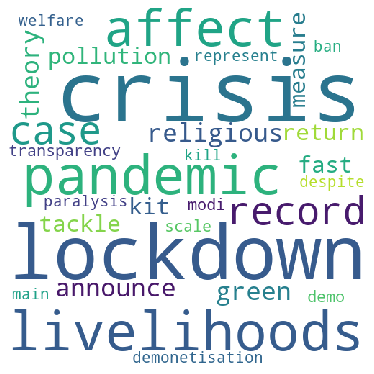 welfare
affect
ban
theory
pollution
represent
measure
crisis
case
religious
return
transparency
kill
pandemic
fast
despite
paralysis
kit
modi
record
tackle
scale
lockdown
main
announce
green
demo
livelihoods
demonetisation